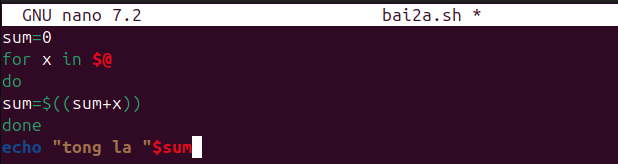 GNU nano 7.2 bai2a.sh *
sum=0
for x in $@
do
sum=$((sum+x))
done
echo "tong la "$sum